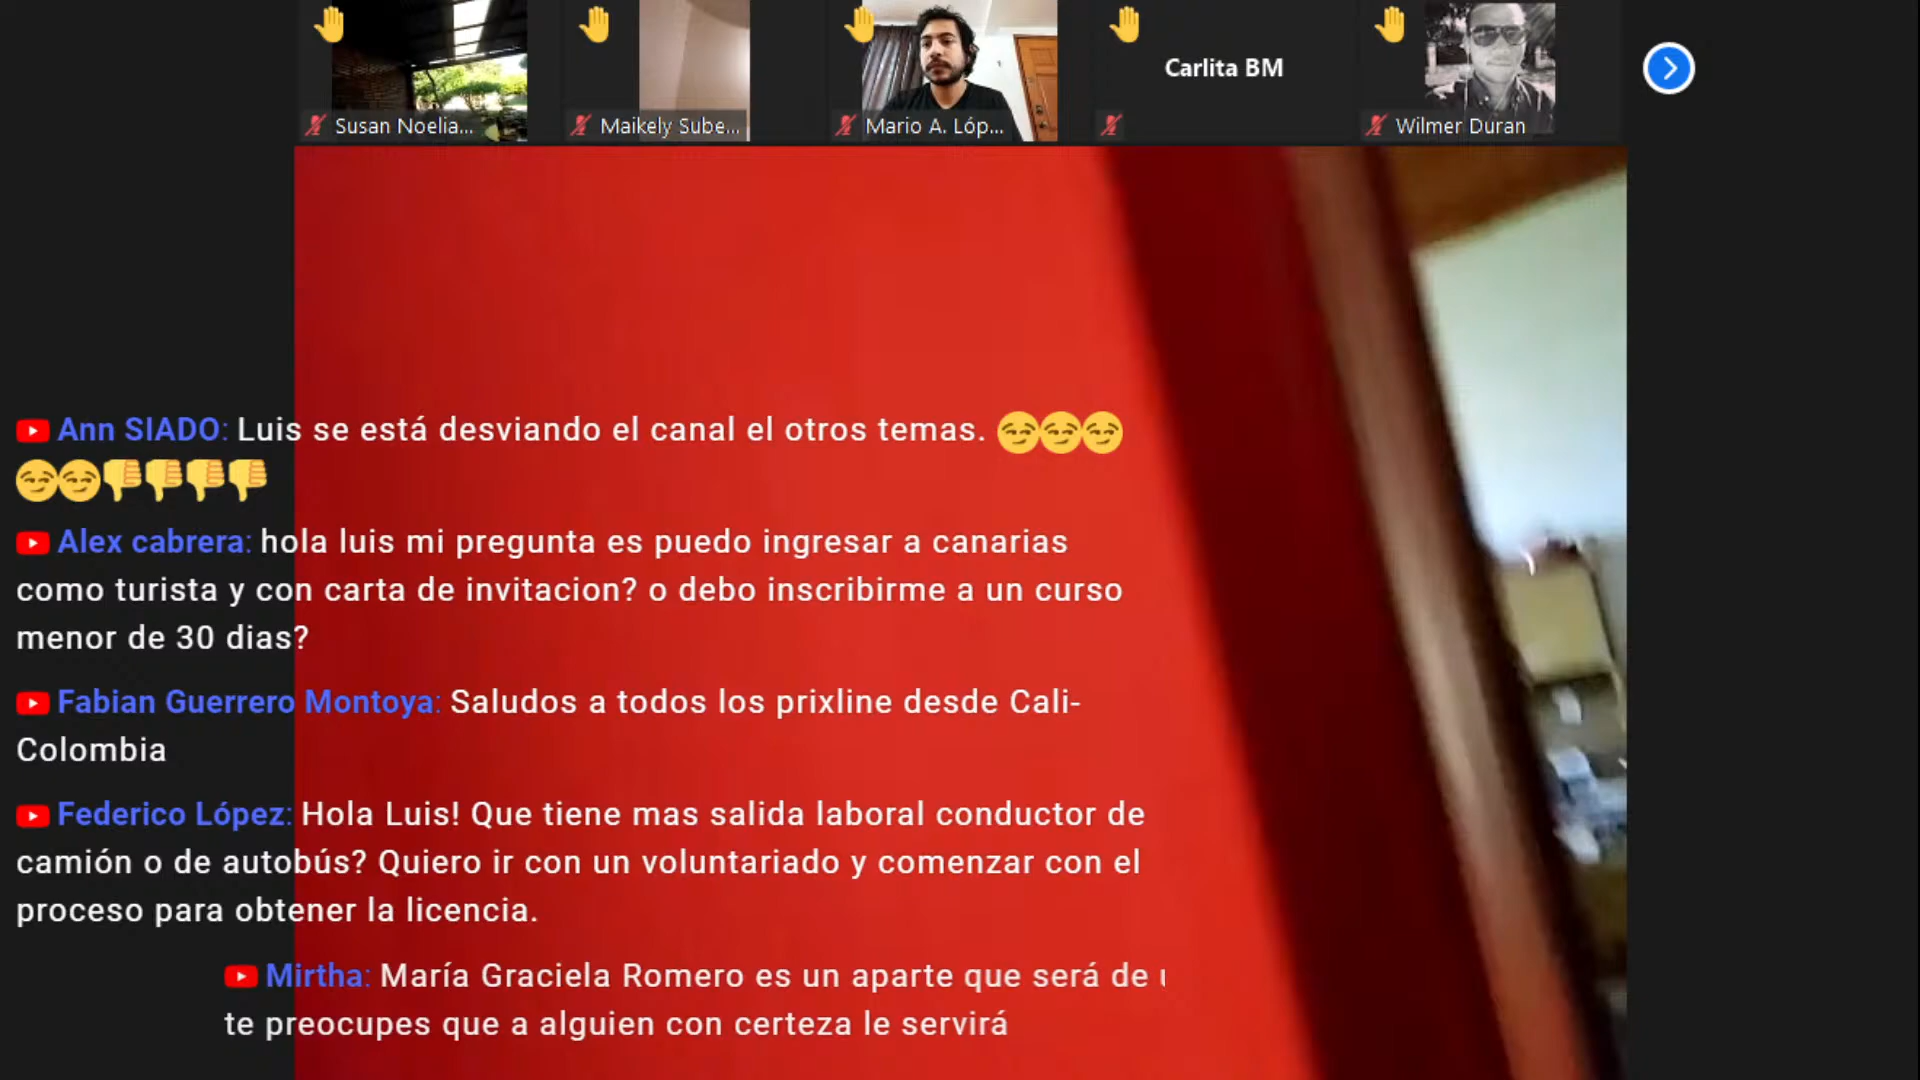 Susan Noelia...
Maikely Sube...
Mario A. Lóp...
Carlita BM
Wilmer Duran
Ann SIADO: Luis se está desviando el canal el otros temas. 😏😏😏
😏😏👎👎👎👎
Alex cabrera: hola luis mi pregunta es puedo ingresar a canarias
como turista y con carta de invitacion? o debo inscribirme a un curso
menor de 30 dias?
Fabian Guerrero Montoya: Saludos a todos los prixline desde Cali-
Colombia
Federico López: Hola Luis! Que tiene mas salida laboral conductor de
camión o de autobús? Quiero ir con un voluntariado y comenzar con el
proceso para obtener la licencia.
Mirtha: María Graciela Romero es un aparte que será de
te preocupes que a alguien con certeza le servirá